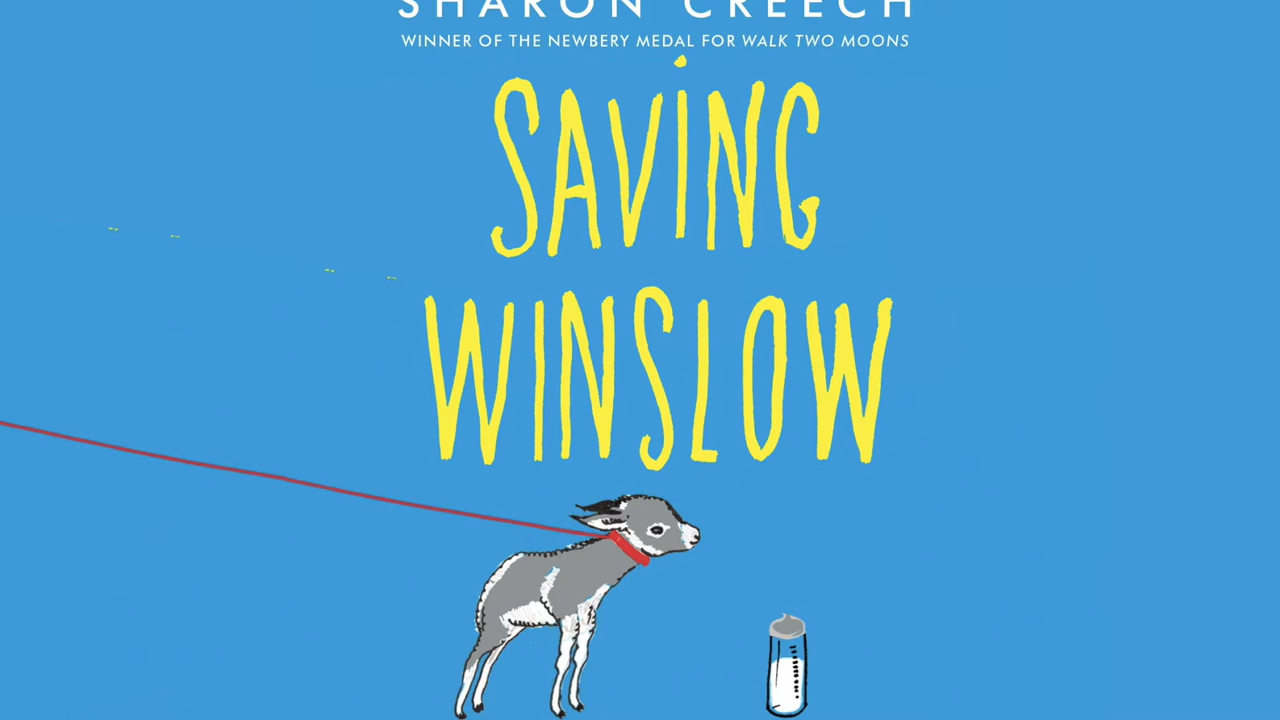 SHARON CREECH
WINNER OF THE NEWBERY MEDAL FOR WALK TWO MOONS
SAViNG
WINSLOW